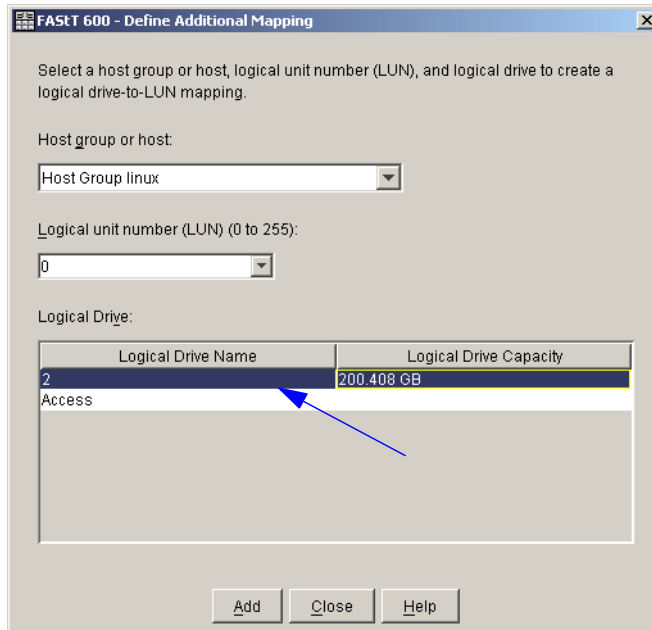 FAStT 600 - Define Additional Mapping
Select a host group or host, logical unit number (LUN), and logical drive to create a
logical drive-to-LUN mapping.
Host group or host:
Host Group linux
Logical unit number (LUN) (0 to 255):
0
Logical Drive:
Logical Drive Name Logical Drive Capacity
2 200.408 GB
Access
Add Close Help